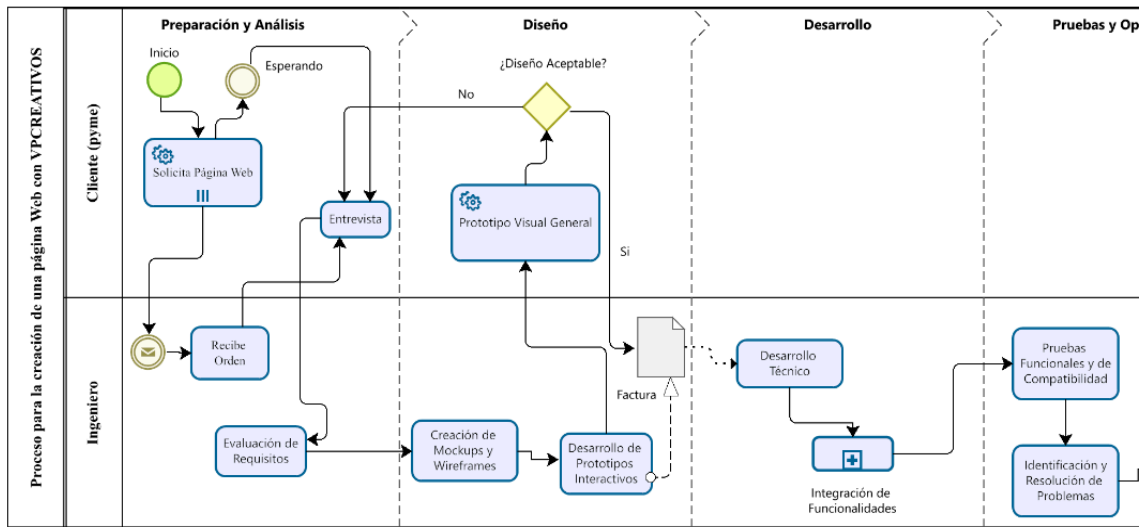 Proceso para la creación de una página Web con VPCREATIVOS
Preparación y Análisis
Diseño
Desarrollo
Pruebas y Op
Cliente (pyme)
Inicio
Esperando
Solicita Página Web
Entrevista
¿Diseño Aceptable?
No
Si
Prototipo Visual General
Ingeniero
Recibe
Orden
Evaluación de
Requisitos
Creación de
Mockups y
Wireframes
Desarrollo de
Prototipos
Interactivos
Factura
Desarrollo
Técnico
Integración de
Funcionalidades
Pruebas
Funcionales y de
Compatibilidad
Identificación y
Resolución de
Problemas